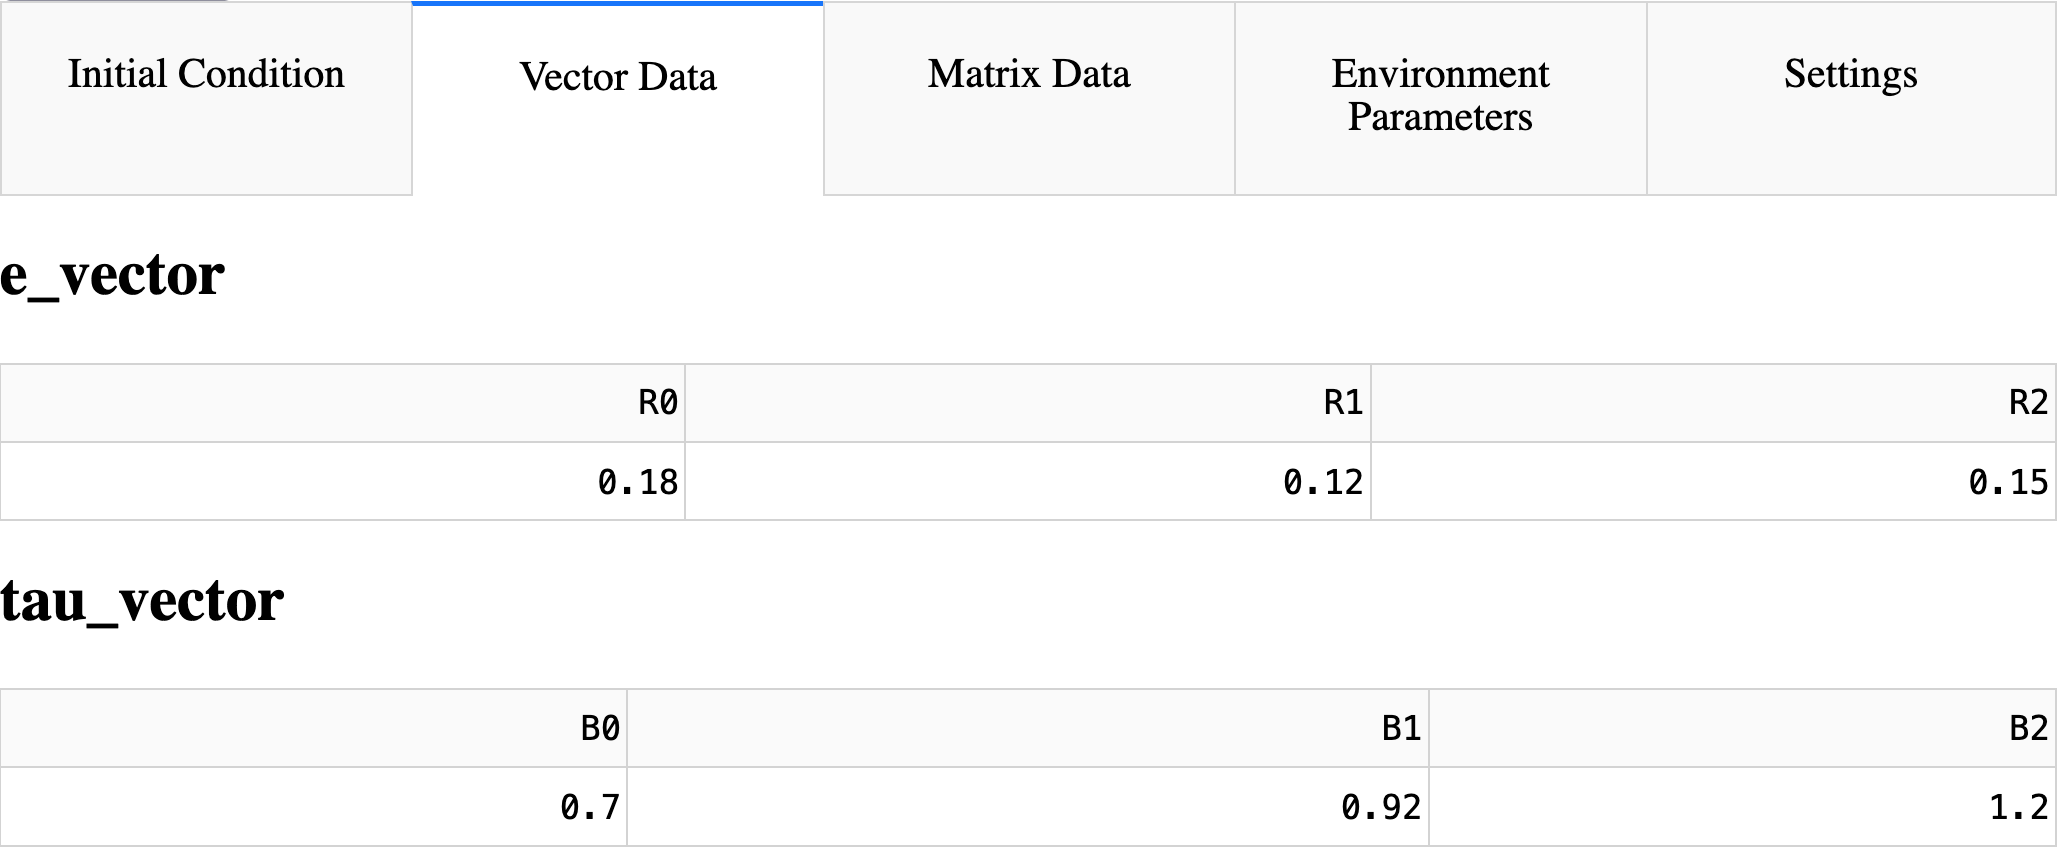 Initial Condition
Vector Data
Matrix Data
Environment
Parameters
Settings
e_vector
R0 R1 R2
0.18 0.12 0.15
tau_vector
B0 B1 B2
0.7 0.92 1.2